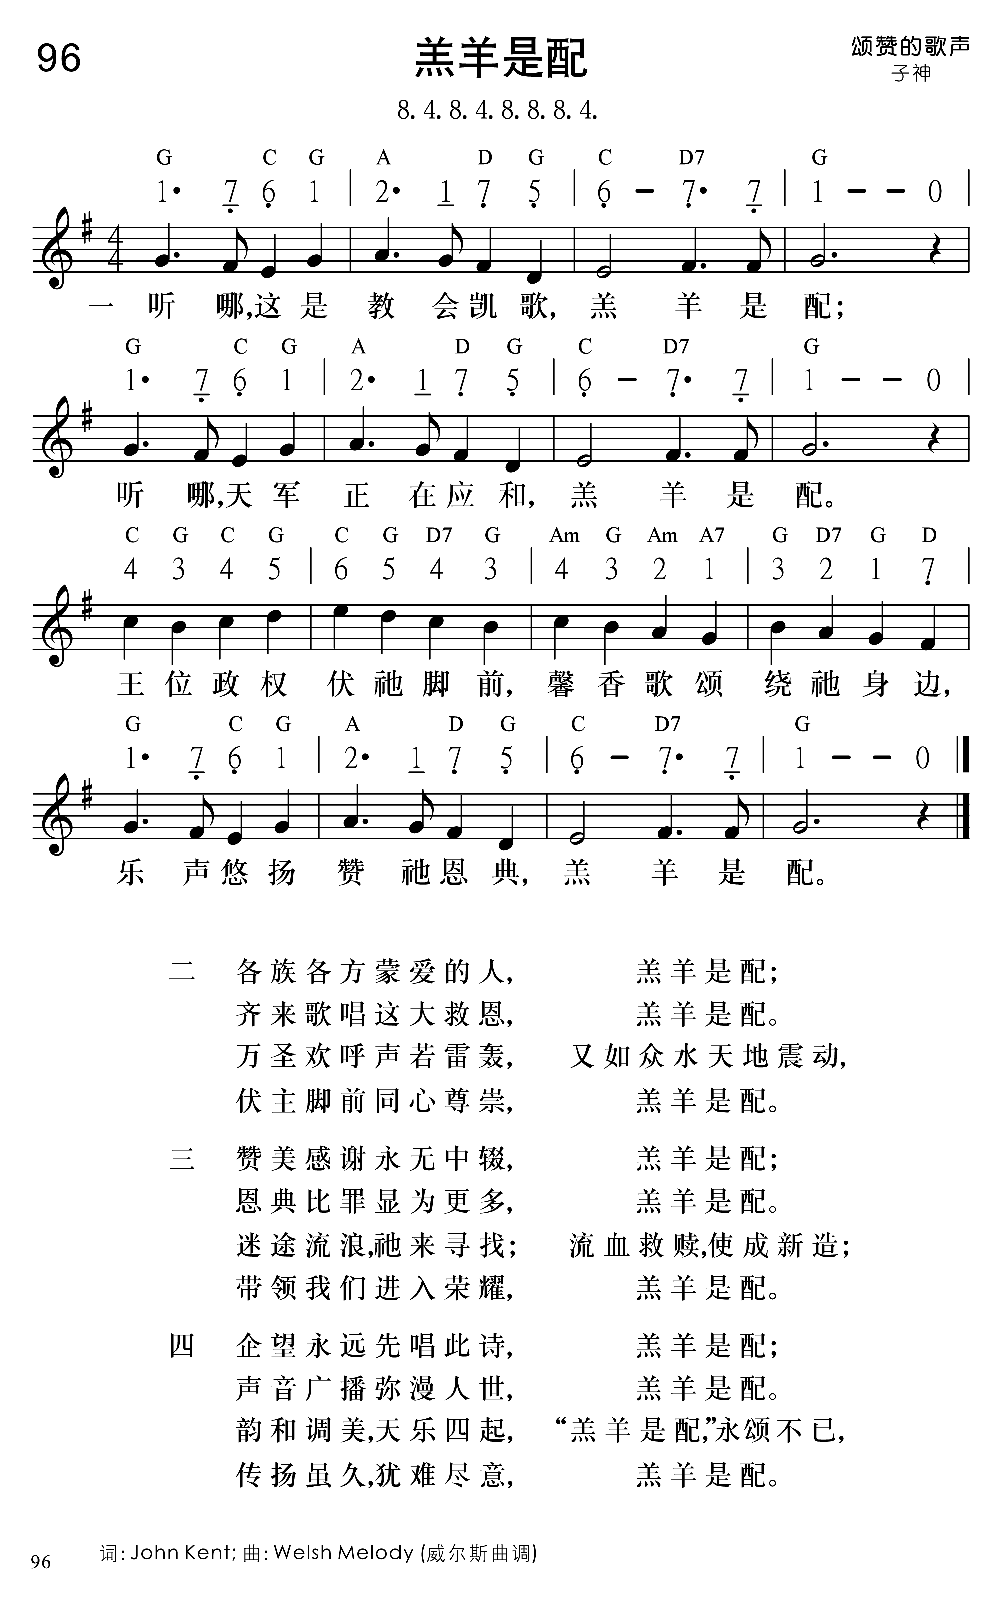 96
羔羊是配
颂赞的歌声
子神
8. 4. 8. 4. 8. 8. 8. 4.
G C G A D G C D7 G
1· 7 6 1 | 2· 1 7 5 | 6 – 7· 7 | 1 – – 0 |
4 4
一 听 哪,这 是 教 会 凯 歌, 羔 羊 是 配;
G C G A D G C D7 G
1· 7 6 1 | 2· 1 7 5 | 6 – 7· 7 | 1 – – 0 |
听 哪,天 军 正 在 应 和, 羔 羊 是 配。
C G C G C G D7 G Am G Am A7 G D7 G D
4 3 4 5 | 6 5 4 3 | 4 3 2 1 | 3 2 1 7 |
王 位 政 权 伏 祂 脚 前, 馨 香 歌 颂 绕 祂 身 边,
G C G A D G C D7 G
1· 7 6 1 | 2· 1 7 5 | 6 – 7· 7 | 1 – – 0 ‖
乐 声 悠 扬 赞 祂 恩 典, 羔 羊 是 配。
二 各 族 各 方 蒙 爱 的 人, 羔 羊 是 配;
齐 来 歌 唱 这 大 救 恩, 羔 羊 是 配。
万 圣 欢 呼 声 若 雷 轰, 又 如 众 水 天 地 震 动,
伏 主 脚 前 同 心 尊 崇, 羔 羊 是 配。
三 赞 美 感 谢 永 无 中 辍, 羔 羊 是 配;
恩 典 比 罪 显 为 更 多, 羔 羊 是 配。
迷 途 流 浪,祂 来 寻 找; 流 血 救 赎,使 成 新 造;
带 领 我 们 进 入 荣 耀, 羔 羊 是 配。
四 企 望 永 远 先 唱 此 诗, 羔 羊 是 配;
声 音 广 播 弥 漫 人 世, 羔 羊 是 配。
韵 和 调 美,天 乐 四 起, “羔 羊 是 配,”永 颂 不 已,
传 扬 虽 久,犹 难 尽 意, 羔 羊 是 配。
96 词: John Kent; 曲: Welsh Melody (威尔斯曲调)